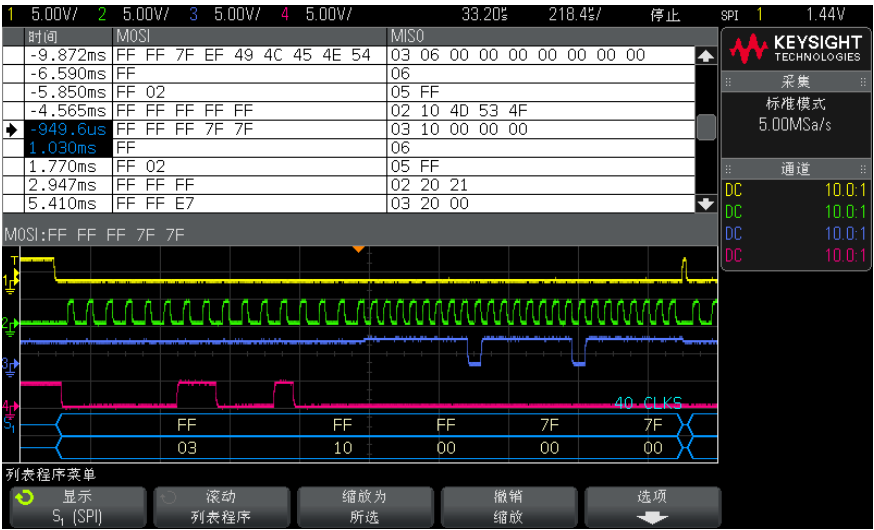 1 5.00V/ 2 5.00V/ 3 5.00V/ 4 5.00V/ 33.20㎲ 218.4㎲/ 停止 SPI 1 1.44V
时间 MOSI MISO
-9.872ms FF FF 7F EF 49 4C 45 4E 54 03 06 00 00 00 00 00 00 00 00
-6.590ms FF 06
-5.850ms FF 02 05 FF
-4.565ms FF FF FF FF FF 02 10 4D 53 4F
-949.6us FF FF FF 7F 7F 03 10 00 00 00
1.030ms FF 06
1.770ms FF 02 05 FF
2.947ms FF FF FF 02 20 21
5.410ms FF FF E7 03 20 00
MOSI:FF FF FF 7F 7F
KEYSIGHT
TECHNOLOGIES
采集
标准模式
5.00MSa/s
通道
DC 10.0:1
DC 10.0:1
DC 10.0:1
DC 10.0:1
T
1
2
3
4
40 CLKS
S₁
FF FF FF 7F 7F
03 10 00 00 00
列表程序菜单
显示 滚动 缩放为 撤销 选项
S₁ (SPI) 列表程序 所选 缩放